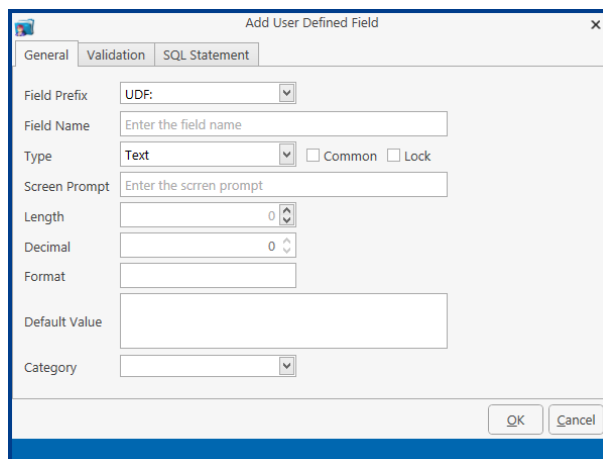 Add User Defined Field
General Validation SQL Statement
Field Prefix UDF:
Field Name Enter the field name
Type Text Common Lock
Screen Prompt Enter the scrren prompt
Length 0
Decimal 0
Format
Default Value
Category
OK Cancel